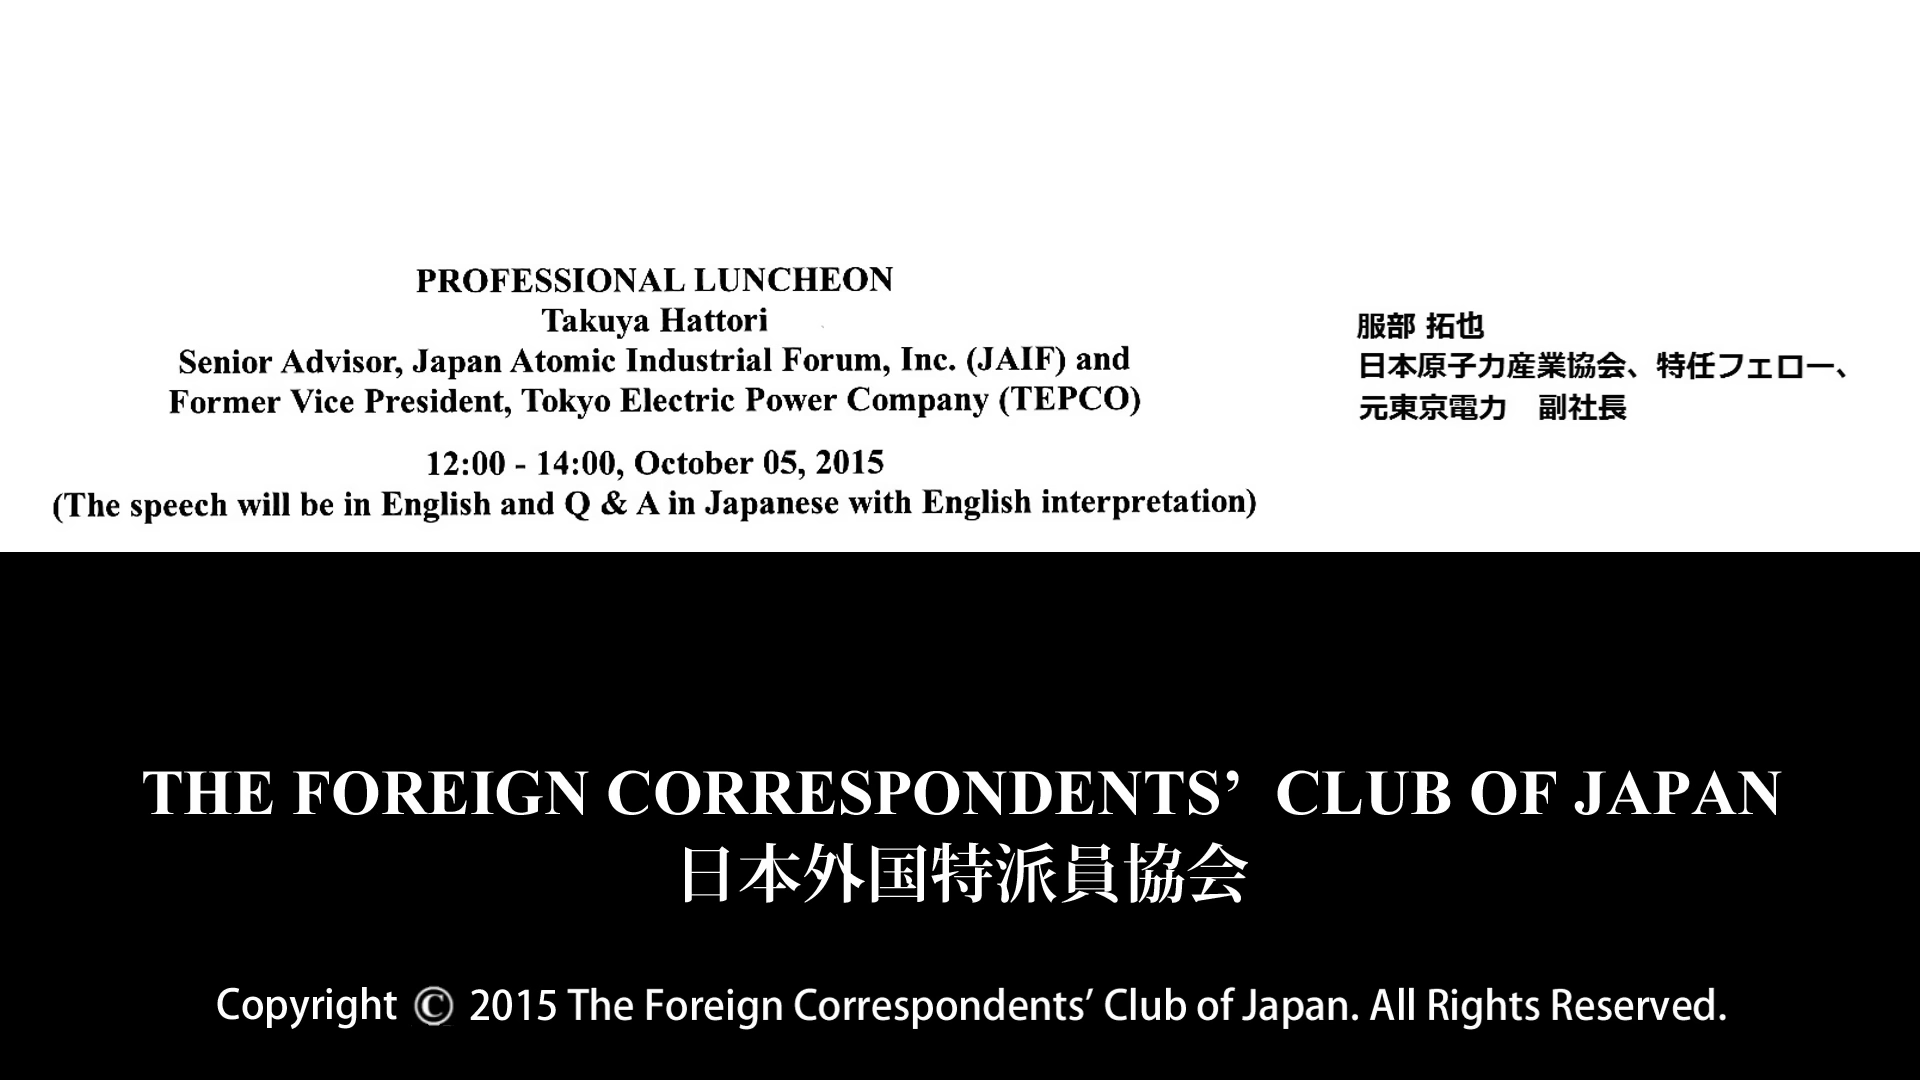 PROFESSIONAL LUNCHEON
Takuya Hattori
Senior Advisor, Japan Atomic Industrial Forum, Inc. (JAIF) and
Former Vice President, Tokyo Electric Power Company (TEPCO)
12:00 - 14:00, October 05, 2015
(The speech will be in English and Q & A in Japanese with English interpretation)
服部 拓也
日本原子力産業協会、特任フェロー、
元東京電力　副社長
THE FOREIGN CORRESPONDENTS’ CLUB OF JAPAN
日本外国特派員協会
Copyright © 2015 The Foreign Correspondents’ Club of Japan. All Rights Reserved.